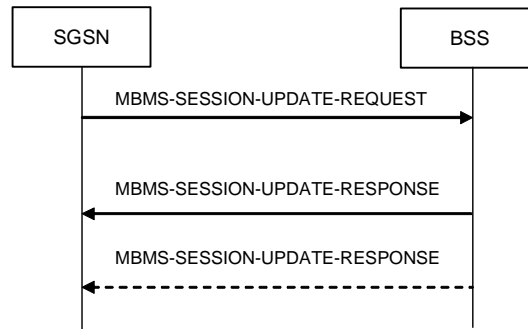 SGSN
BSS
MBMS-SESSION-UPDATE-REQUEST
MBMS-SESSION-UPDATE-RESPONSE
MBMS-SESSION-UPDATE-RESPONSE